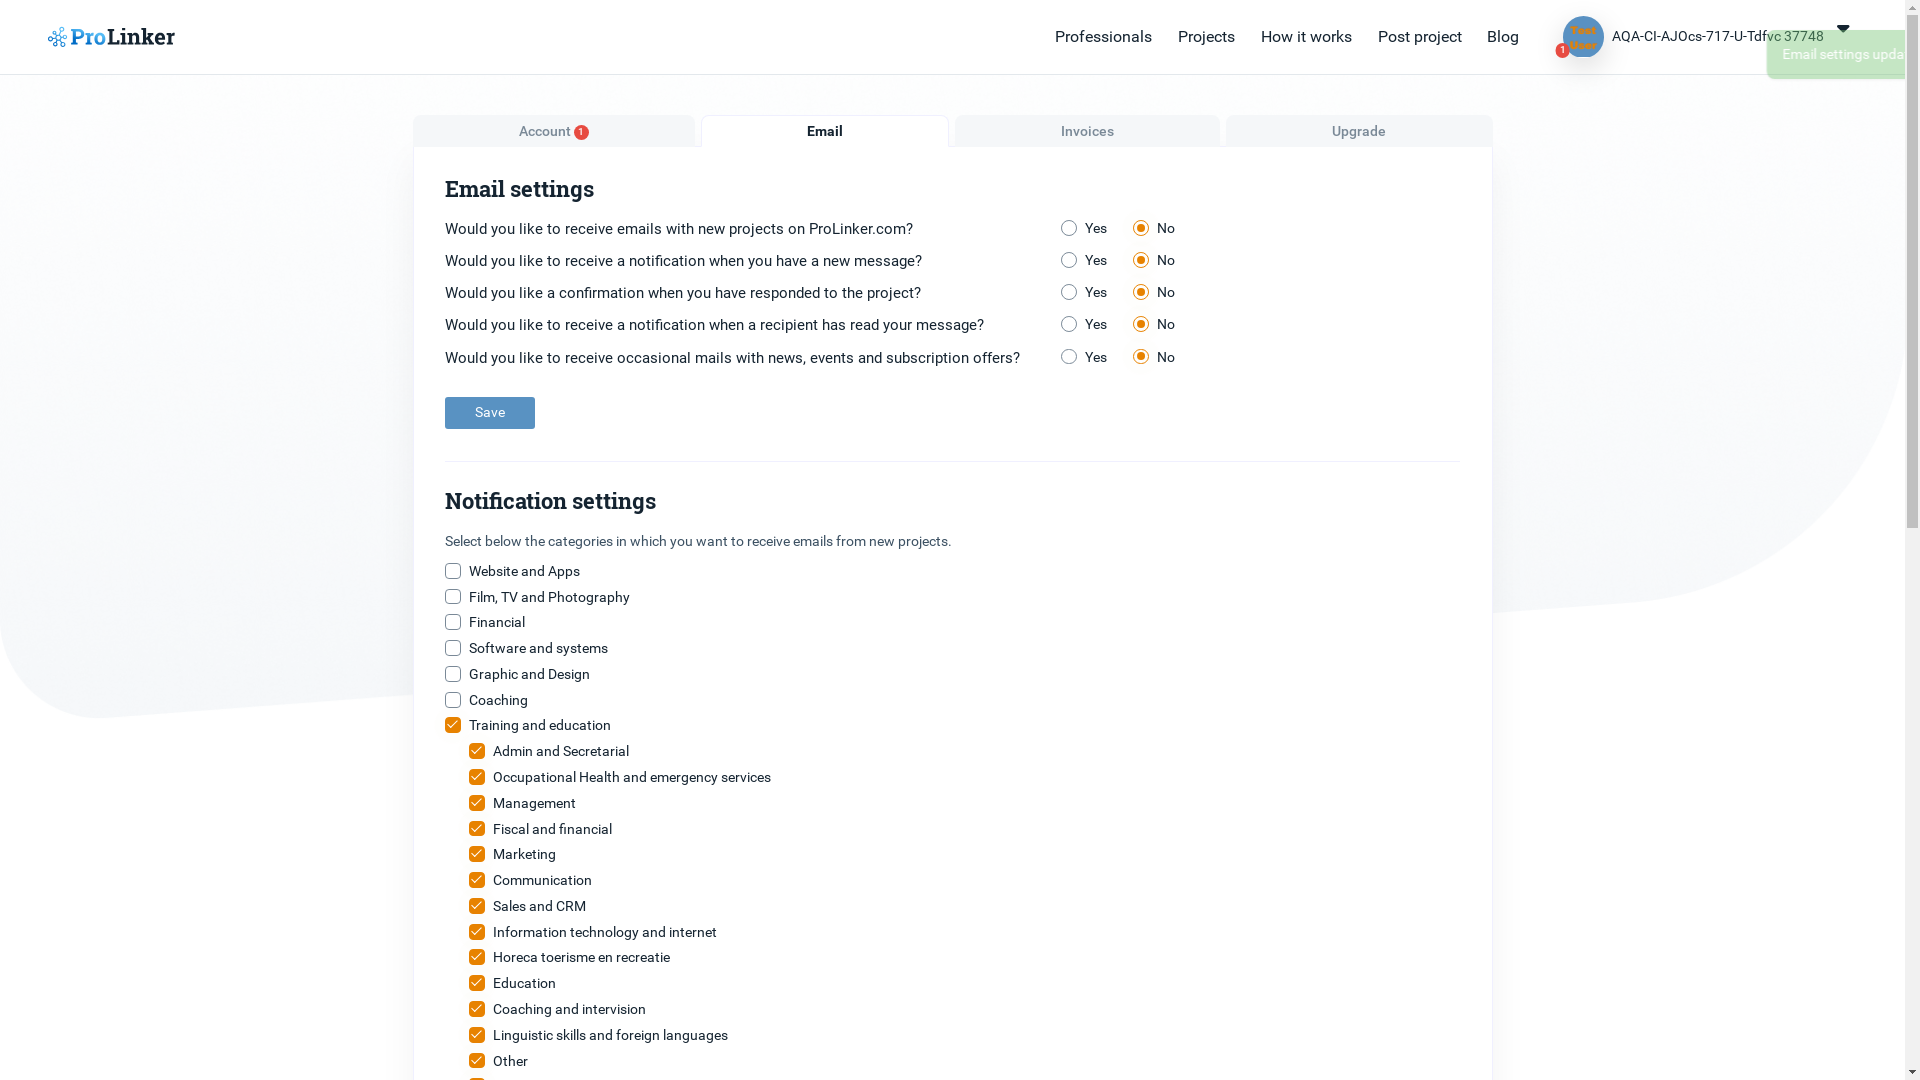 ProLinker
Professionals
Projects
How it works
Post project
Blog
Test
User
1
AQA-CI-AJOcs-717-U-Tdfvc 37748
Email settings
Account 1
Email
Invoices
Upgrade
Email settings
Would you like to receive emails with new projects on ProLinker.com? Yes No
Would you like to receive a notification when you have a new message? Yes No
Would you like a confirmation when you have responded to the project? Yes No
Would you like to receive a notification when a recipient has read your message? Yes No
Would you like to receive occasional mails with news, events and subscription offers? Yes No
Save
Notification settings
Select below the categories in which you want to receive emails from new projects.
Website and Apps
Film, TV and Photography
Financial
Software and systems
Graphic and Design
Coaching
Training and education
Admin and Secretarial
Occupational Health and emergency services
Management
Fiscal and financial
Marketing
Communication
Sales and CRM
Information technology and internet
Horeca toerisme en recreatie
Education
Coaching and intervision
Linguistic skills and foreign languages
Other